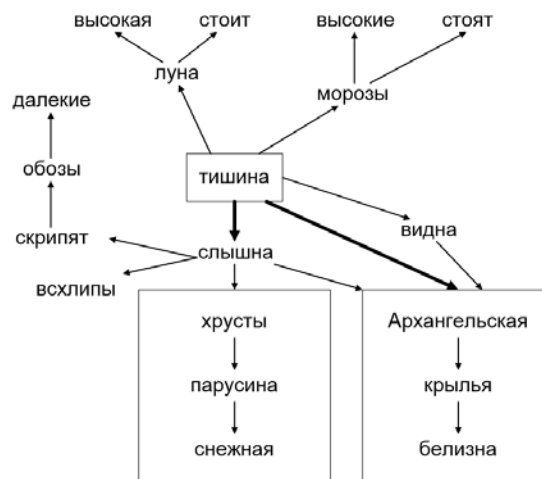 высокая стоит высокие стоят
луна
морозы
далекие
обозы
тишина
видна
скрипят
слышна
всхлипы
хрусты Архангельская
парусина крылья
снежная белизна